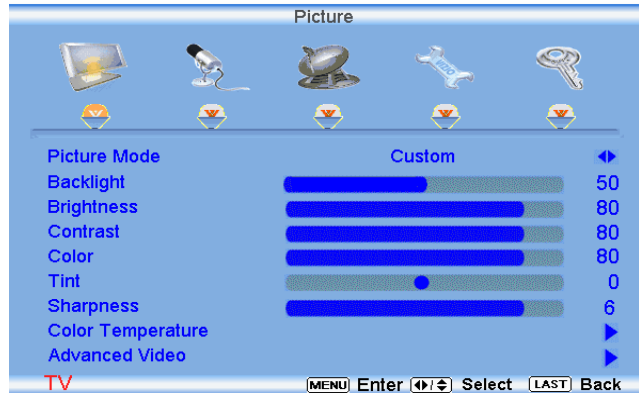 Picture
Picture Mode Custom
Backlight 50
Brightness 80
Contrast 80
Color 80
Tint 0
Sharpness 6
Color Temperature
Advanced Video
TV MENU Enter / Select LAST Back